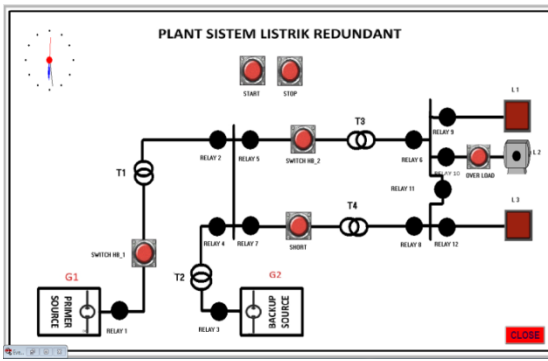 PLANT SISTEM LISTRIK REDUNDANT
START
STOP
L 1
T3
RELAY 9
RELAY 2
RELAY 5
SWITCH HB_2
RELAY 6
L 2
T1
RELAY 10
OVER LOAD
RELAY 11
T4
L 3
RELAY 4
RELAY 7
SHORT
RELAY 8
RELAY 12
SWITCH HB_1
T2
G1
G2
PRIMER
SOURCE
BACKUP
SOURCE
RELAY 1
RELAY 3
CLOSE